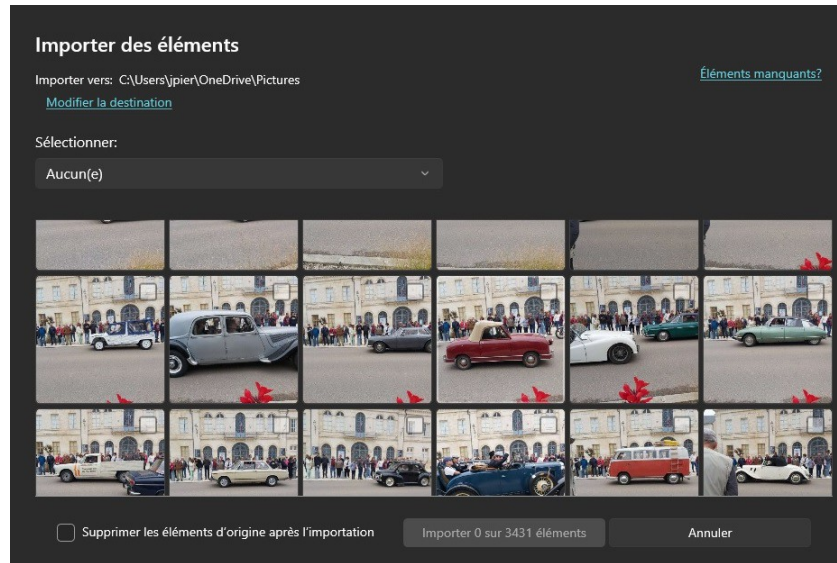 Importer des éléments
Importer vers: C:\Users\jpier\OneDrive\Pictures
Éléments manquants?
Modifier la destination
Sélectionner:
Aucun(e)
Supprimer les éléments d'origine après l'importation
Importer 0 sur 3431 éléments
Annuler